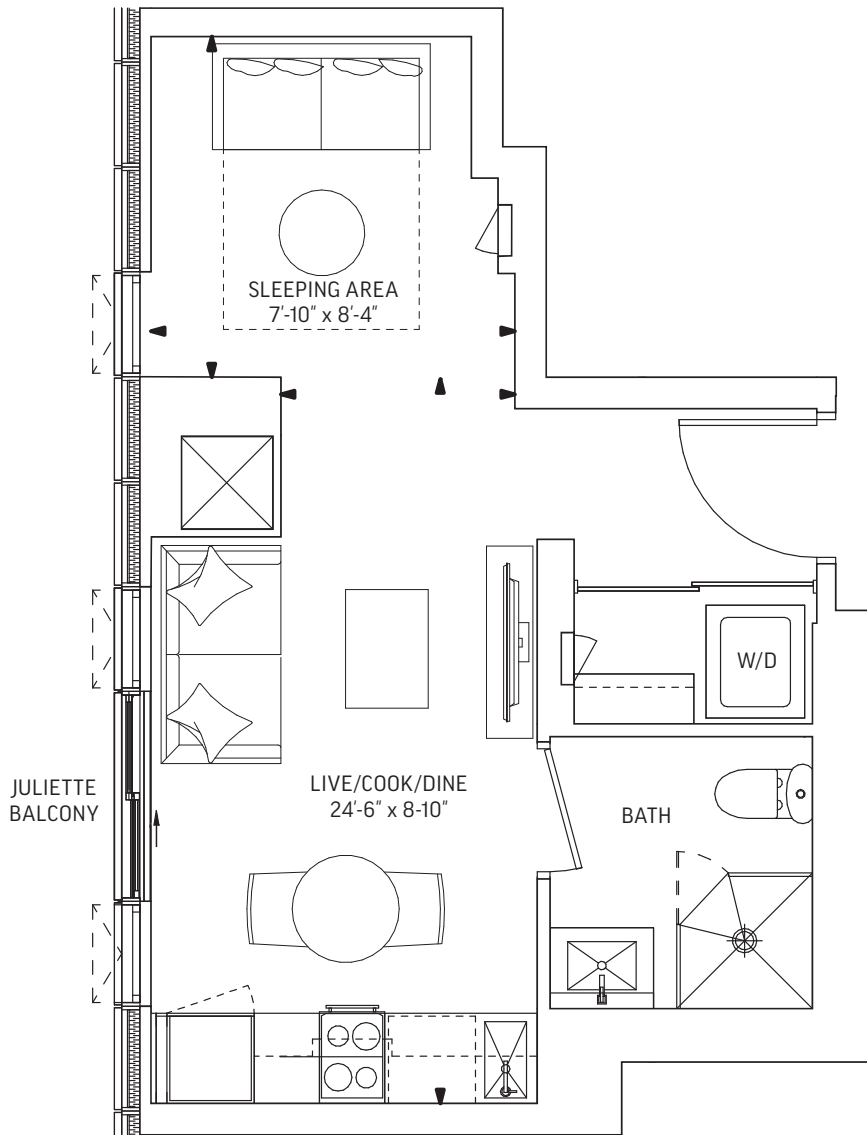 SLEEPING AREA
7'-10" x 8'-4"
W/D
JULIETTE
BALCONY
LIVE/COOK/DINE
24'-6" x 8-10"
BATH